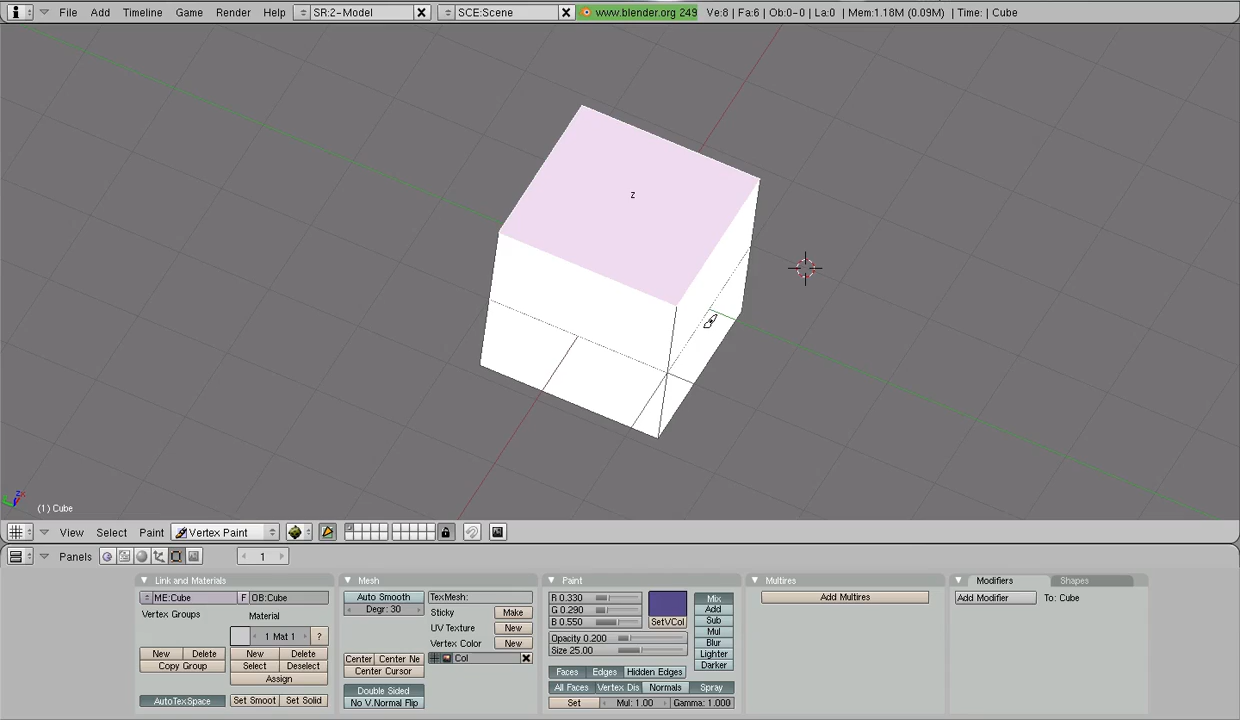 File Add Timeline Game Render Help SR:2-Model SCE:Scene www.blender.org 249 Ve:8 | Fa:6 | Ob:0-0 | La:0 | Mem:1.18M (0.09M) | Time: | Cube
z
(1) Cube
View Select Paint Vertex Paint
Panels 1
Link and Materials Mesh Paint Multires Modifiers Shapes
ME:Cube F OB:Cube Auto Smooth TexMesh: R 0.330 Mix Add Multires Add Modifier To: Cube
Degr: 30 G 0.290 Add
Vertex Groups Material Sticky Make B 0.550 SetVCol Sub
1 Mat 1 ? UV Texture New Opacity 0.200 Mul
Vertex Color New Size 25.00 Blur
New Delete New Delete Center Center Ne Col Lighter
Copy Group Select Deselect Center Cursor Faces Edges Hidden Edges Darker
Assign Double Sided All Faces Vertex Dis Normals Spray
AutoTexSpace Set Smoot Set Solid No V.Normal Flip Set Mul: 1.00 Gamma: 1.000